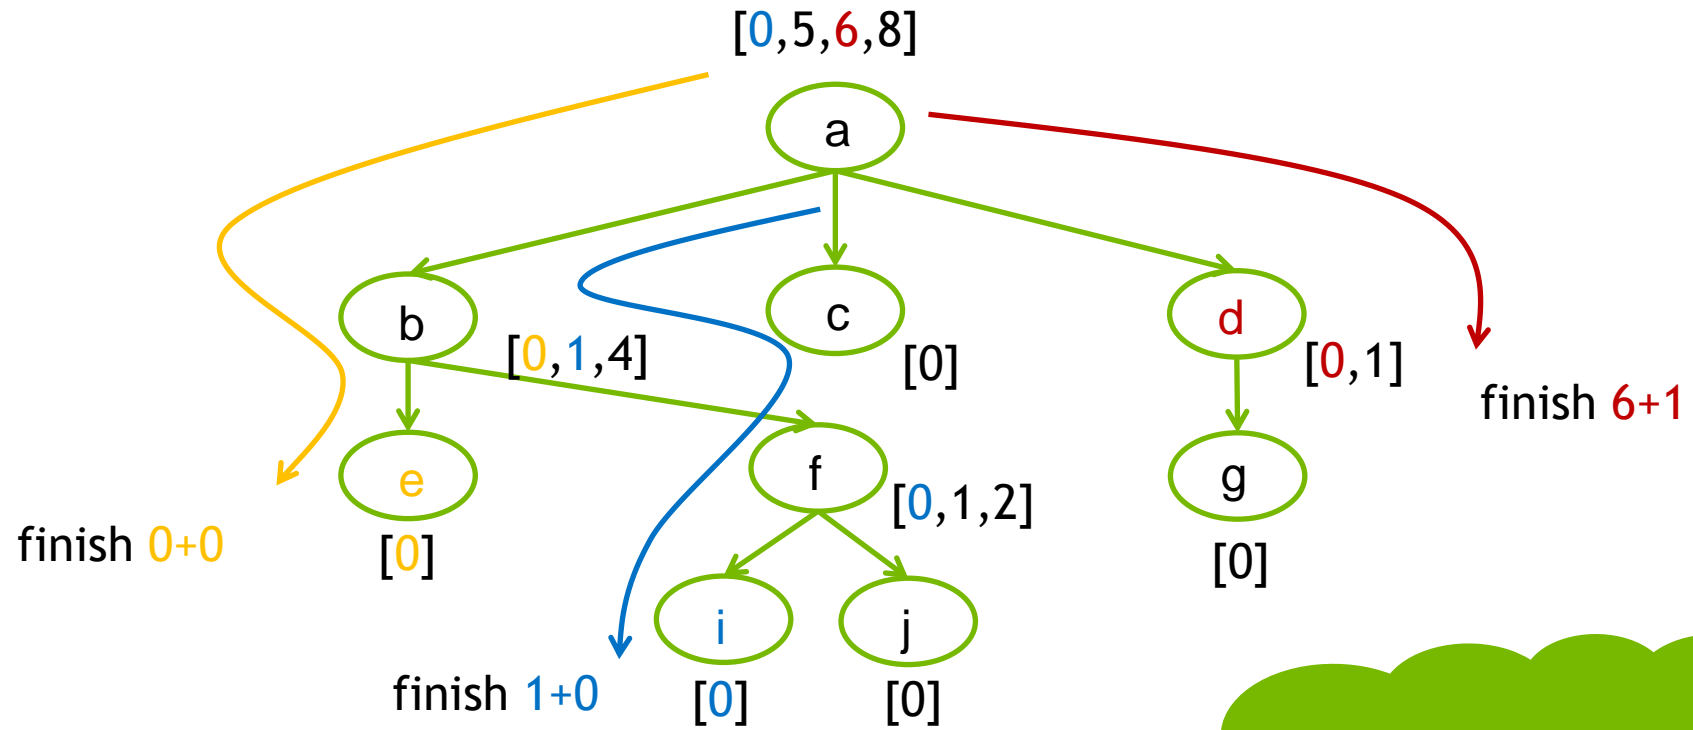 [0,5,6,8]
a
b
c
d
[0,1,4]
[0]
[0,1]
finish 6+1
e
f
g
[0,1,2]
finish 0+0
[0]
[0]
i
j
finish 1+0
[0]
[0]